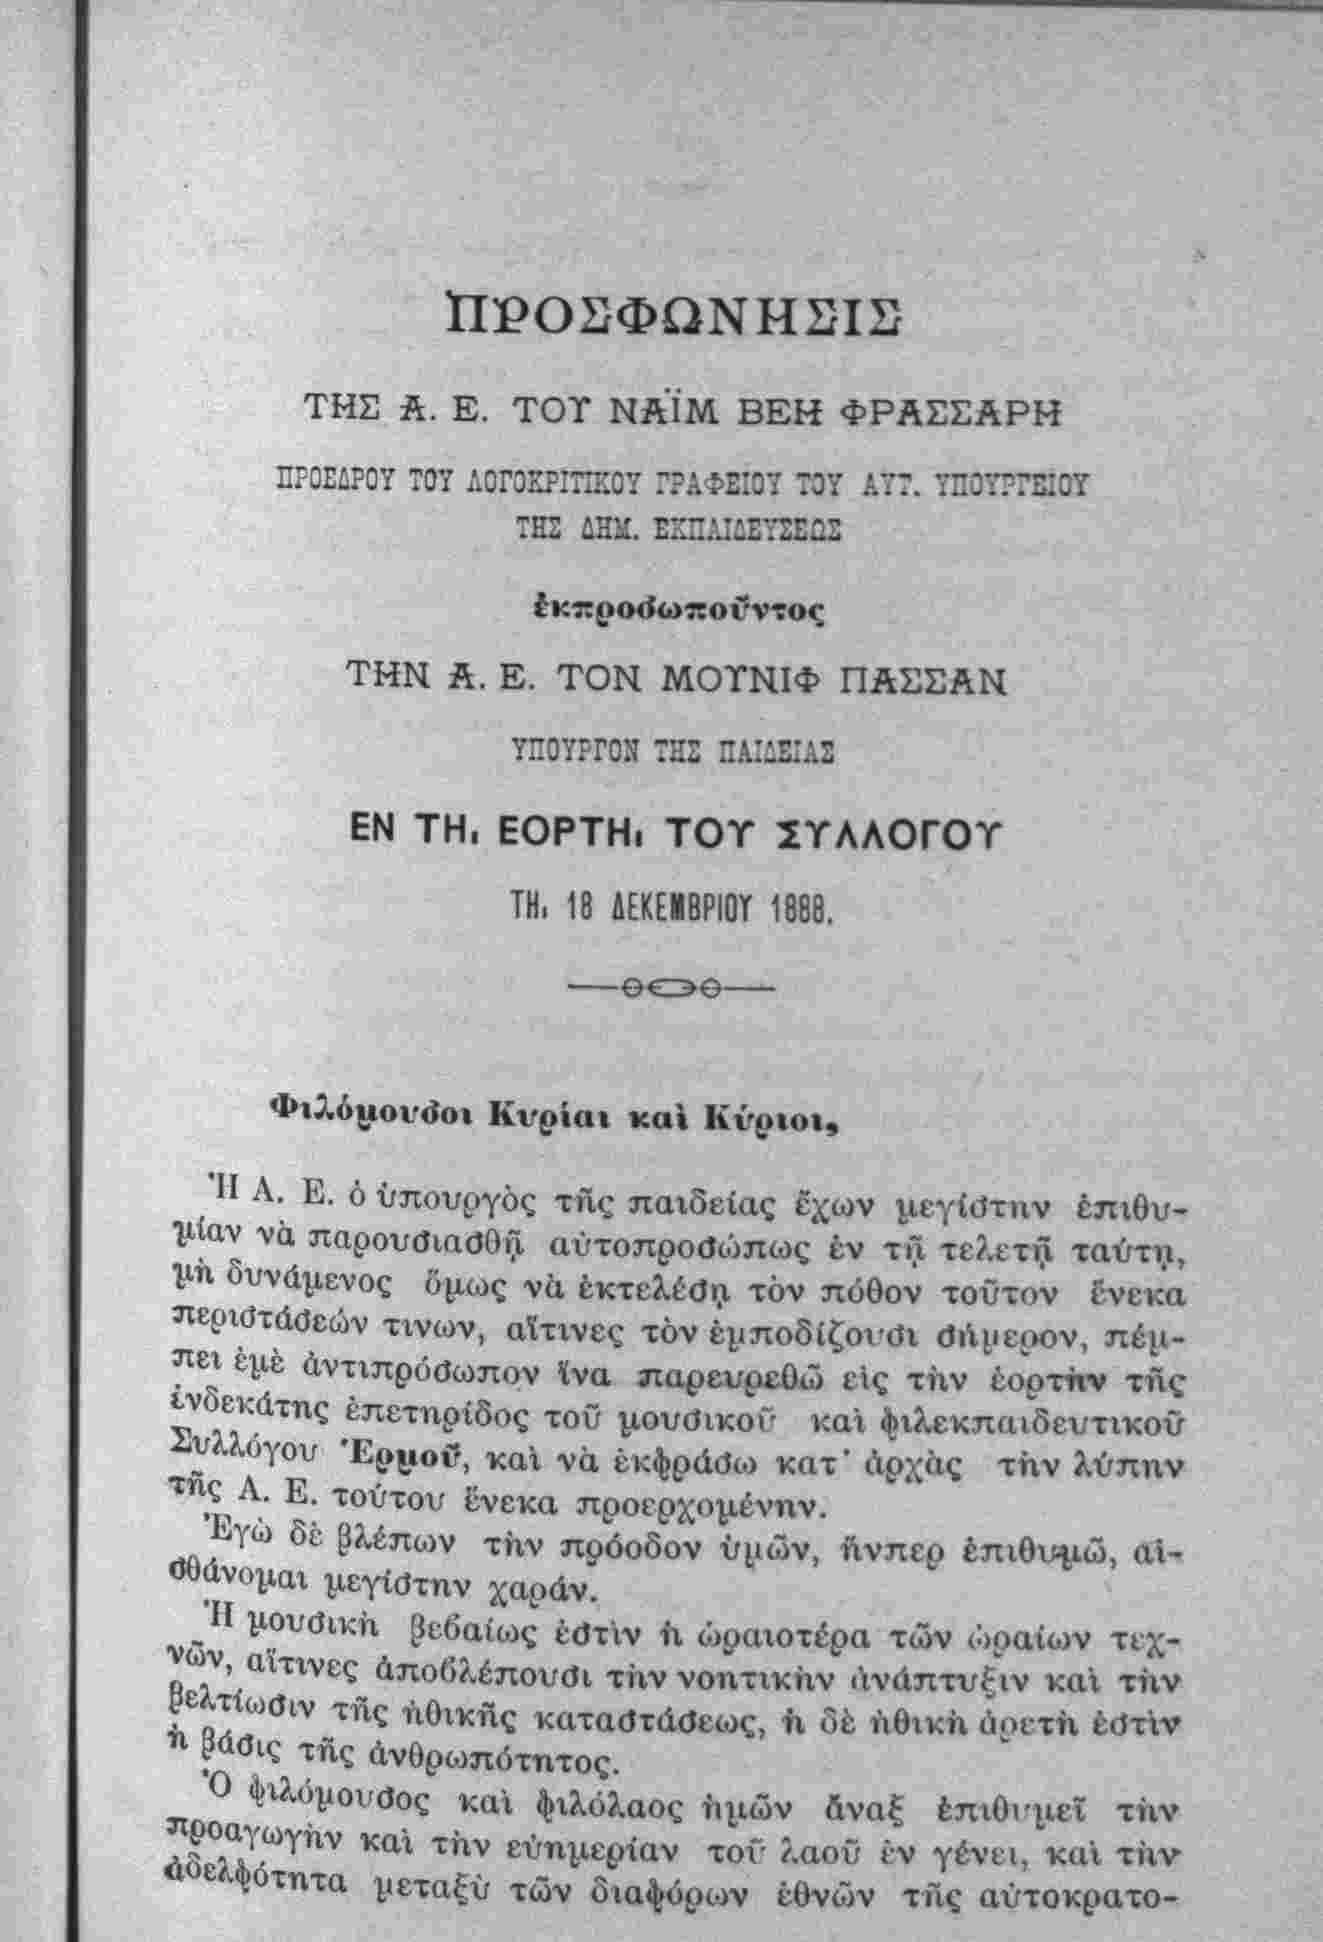 ΠΡΟΣΦΩΝΗΣΙΣ
ΤΗΣ Α. Ε. ΤΟΥ ΝΑΪΜ ΒΕΗ ΦΡΑΣΣΑΡΗ
ΠΡΟΕΔΡΟΥ ΤΟΥ ΛΟΓΟΚΡΙΤΙΚΟΥ ΓΡΑΦΕΙΟΥ ΤΟΥ ΑΥΤ. ΥΠΟΥΡΓΕΙΟΥ
ΤΗΣ ΔΗΜ. ΕΚΠΑΙΔΕΥΣΕΩΣ
ἐκπροσωποῦντος
ΤΗΝ Α. Ε. ΤΟΝ ΜΟΥΝΙΦ ΠΑΣΣΑΝ
ΥΠΟΥΡΓΟΝ ΤΗΣ ΠΑΙΔΕΙΑΣ
ΕΝ ΤΗι ΕΟΡΤΗι ΤΟΥ ΣΥΛΛΟΓΟΥ
ΤΗι 18 ΔΕΚΕΜΒΡΙΟΥ 1888.
Φιλόμουσοι Κυρίαι καὶ Κύριοι,
Ἡ Α. Ε. ὁ ὑπουργὸς τῆς παιδείας ἔχων μεγίστην ἐπιθυ-
μίαν νὰ παρουσιασθῇ αὐτοπροσώπως ἐν τῇ τελετῇ ταύτῃ,
μὴ δυνάμενος ὅμως νὰ ἐκτελέσῃ τὸν πόθον τοῦτον ἕνεκα
περιστάσεών τινων, αἵτινες τὸν ἐμποδίζουσι σήμερον, πέμ-
πει ἐμὲ ἀντιπρόσωπον ἵνα παρευρεθῶ εἰς τὴν ἑορτὴν τῆς
ἑνδεκάτης ἐπετηρίδος τοῦ μουσικοῦ καὶ φιλεκπαιδευτικοῦ
Συλλόγου Ἑρμοῦ, καὶ νὰ ἐκφράσω κατ' ἀρχὰς τὴν λύπην
τῆς Α. Ε. τούτου ἕνεκα προερχομένην.
Ἐγὼ δὲ βλέπων τὴν πρόοδον ὑμῶν, ἥνπερ ἐπιθυμῶ, αἰ-
σθάνομαι μεγίστην χαράν.
Ἡ μουσικὴ βεβαίως ἐστὶν ἡ ὡραιοτέρα τῶν ὡραίων τεχ-
νῶν, αἵτινες ἀποβλέπουσι τὴν νοητικὴν ἀνάπτυξιν καὶ τὴν
βελτίωσιν τῆς ἠθικῆς καταστάσεως, ἡ δὲ ἠθικὴ ἀρετὴ ἐστὶν
ἡ βάσις τῆς ἀνθρωπότητος.
Ὁ φιλόμουσος καὶ φιλόλαος ἡμῶν ἄναξ ἐπιθυμεῖ τὴν
προαγωγὴν καὶ τὴν εὐημερίαν τοῦ λαοῦ ἐν γένει, καὶ τὴν
ἀδελφότητα μεταξὺ τῶν διαφόρων ἐθνῶν τῆς αὐτοκρατο-